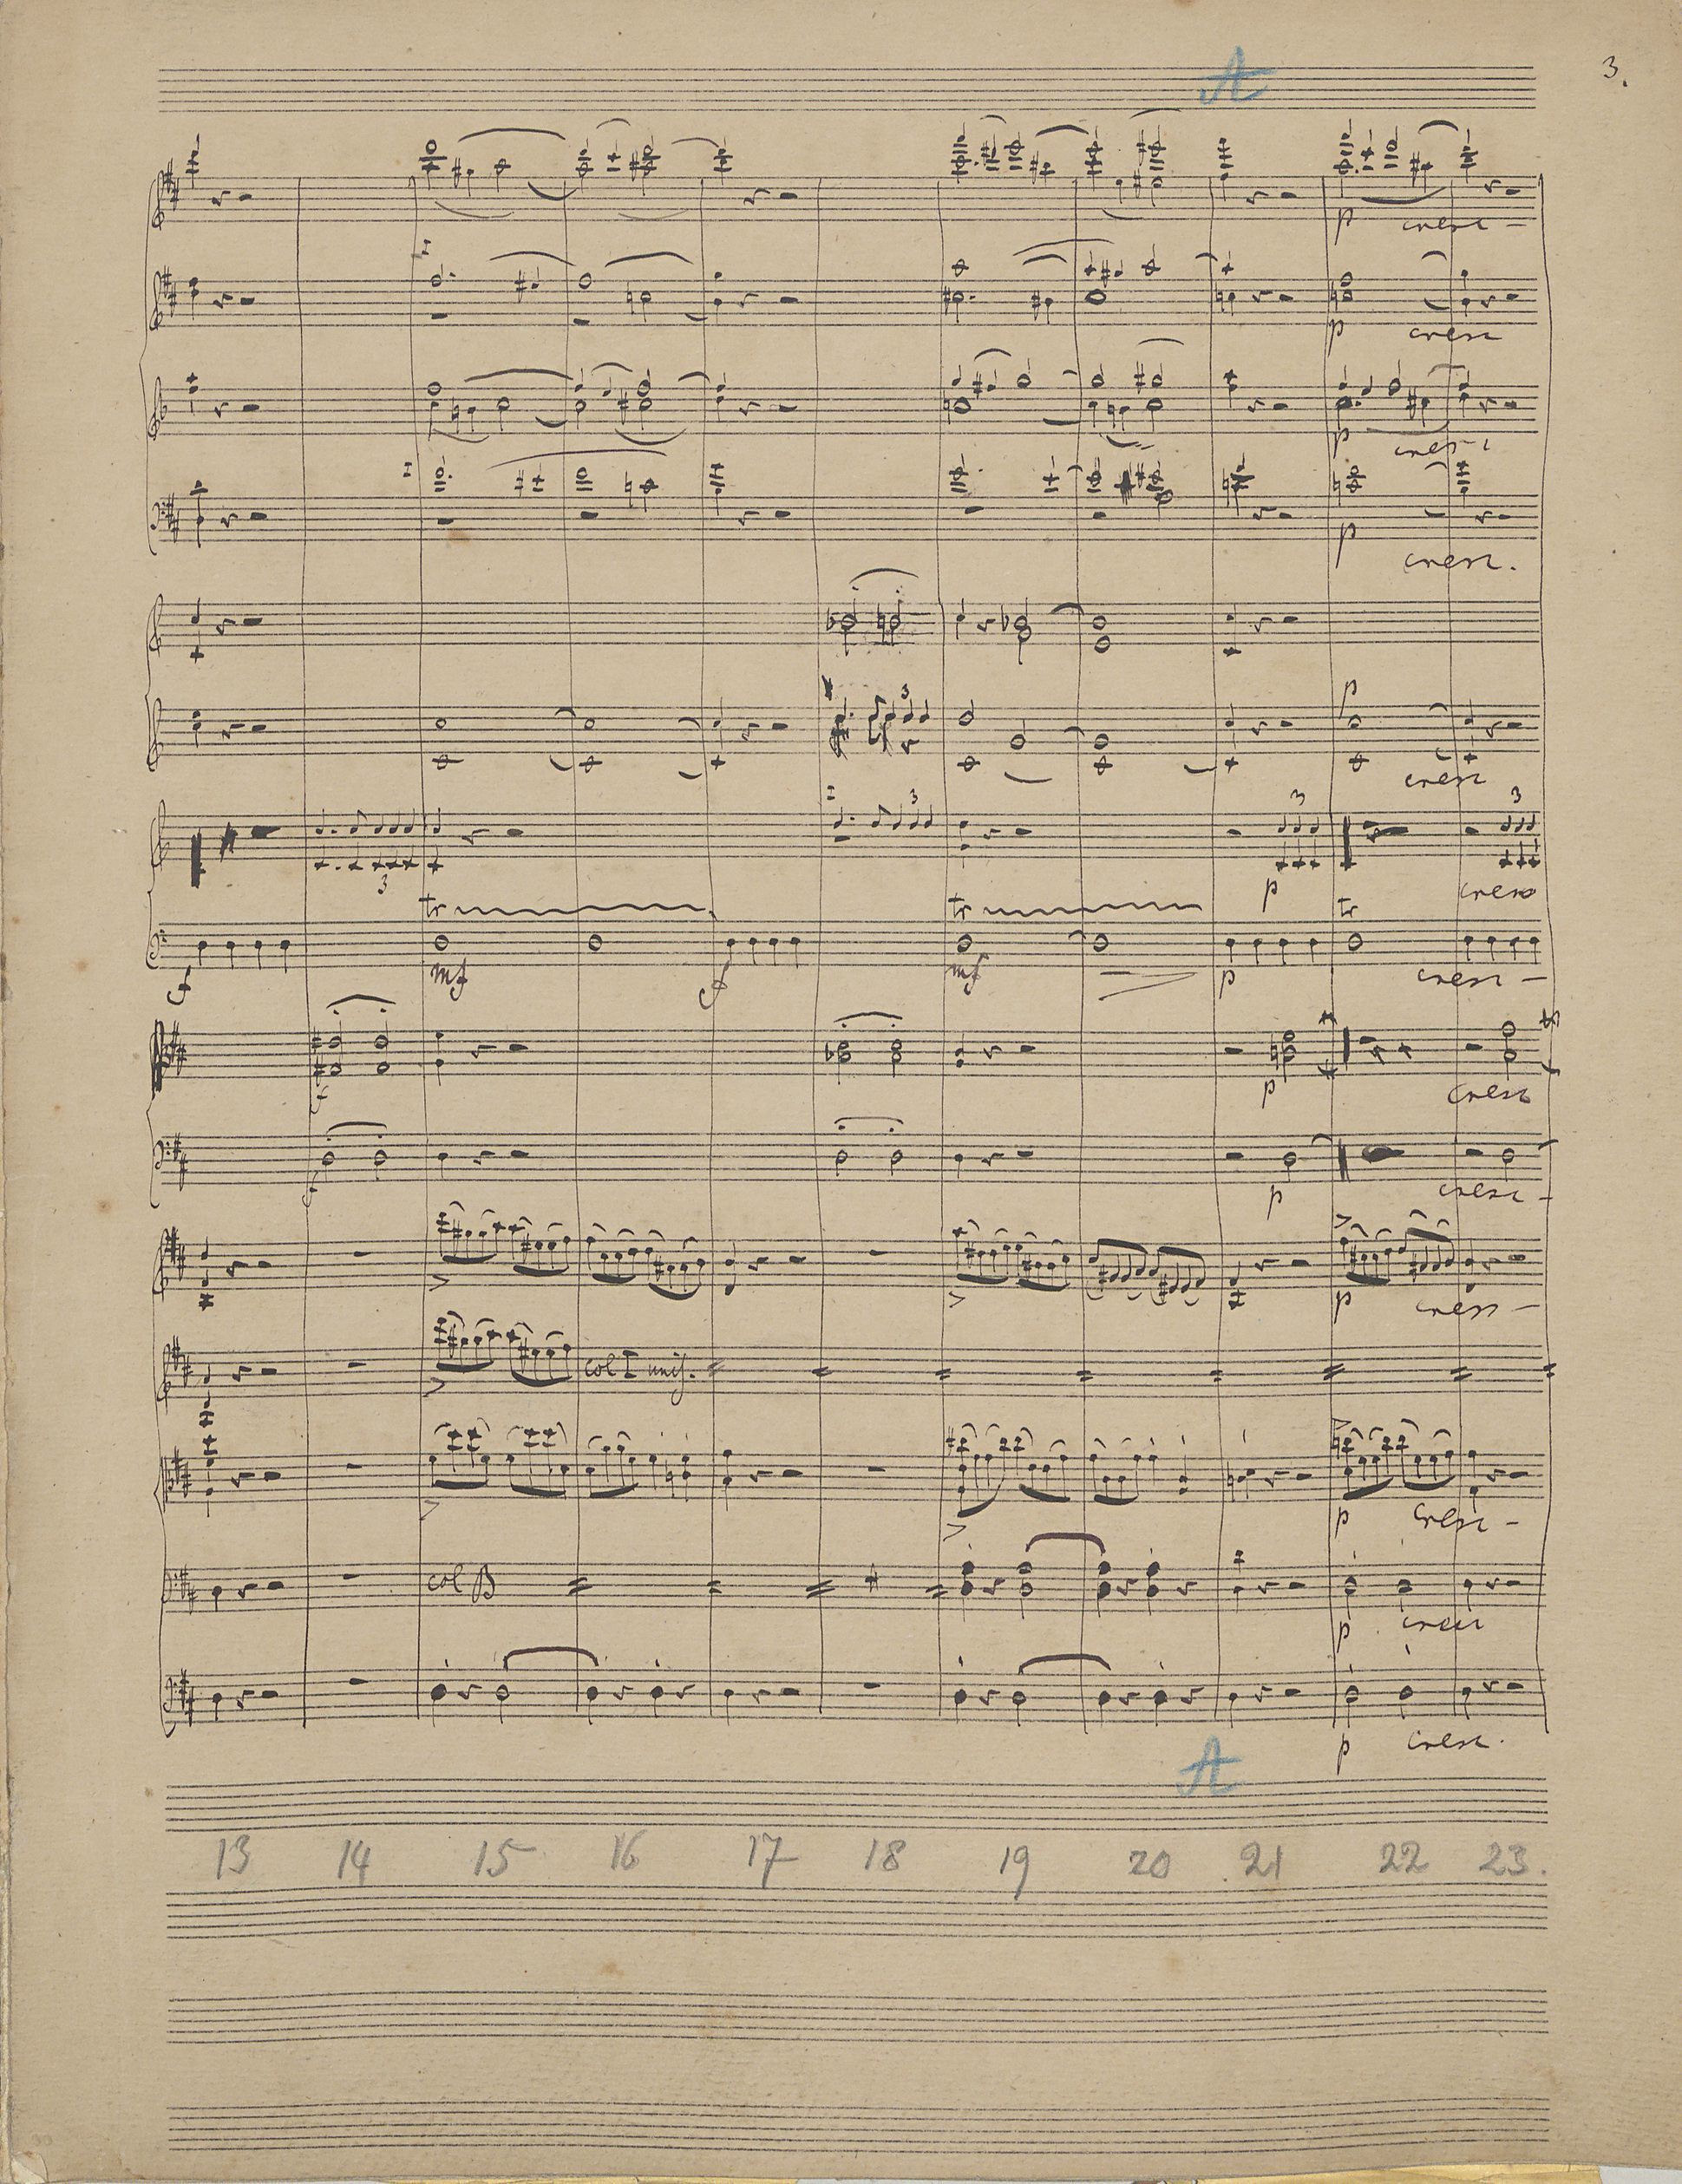 3.
A
I
p cresc -
p cresc
p cresc
I
p
cresc.
3
p
cresc
I 3 3 3
3 p cresc
tr tr tr
f mf f mf p cresc -
f p cresc
f p cresc -
p cresc -
col I unis.
p cresc -
col B
p cresc
p cresc.
A
13 14 15 16 17 18 19 20 21 22 23.